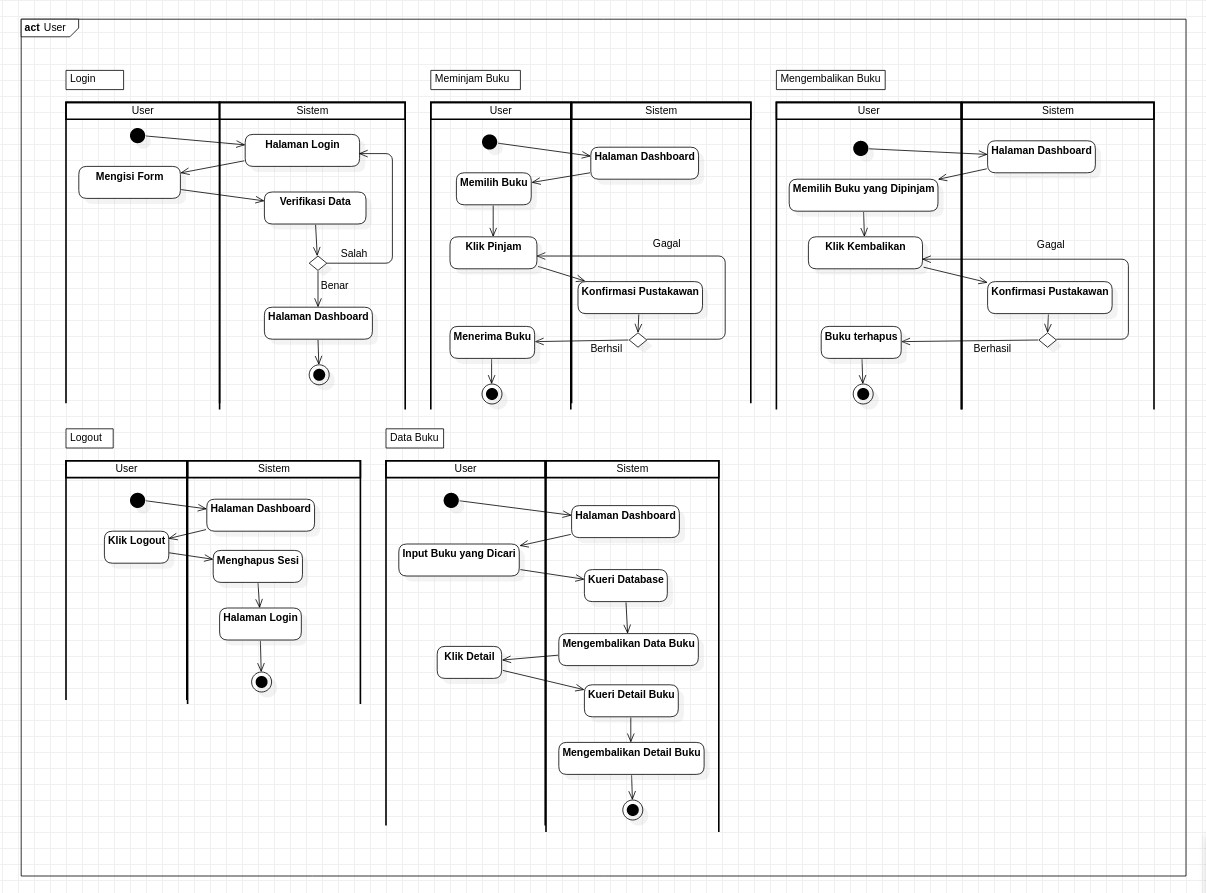 act User
Login
User
Sistem
Halaman Login
Mengisi Form
Verifikasi Data
Salah
Benar
Halaman Dashboard
Meminjam Buku
User
Sistem
Halaman Dashboard
Memilih Buku
Klik Pinjam
Gagal
Konfirmasi Pustakawan
Menerima Buku
Berhsil
Mengembalikan Buku
User
Sistem
Halaman Dashboard
Memilih Buku yang Dipinjam
Klik Kembalikan
Gagal
Konfirmasi Pustakawan
Buku terhapus
Berhasil
Logout
User
Sistem
Halaman Dashboard
Klik Logout
Menghapus Sesi
Halaman Login
Data Buku
User
Sistem
Halaman Dashboard
Input Buku yang Dicari
Kueri Database
Mengembalikan Data Buku
Klik Detail
Kueri Detail Buku
Mengembalikan Detail Buku